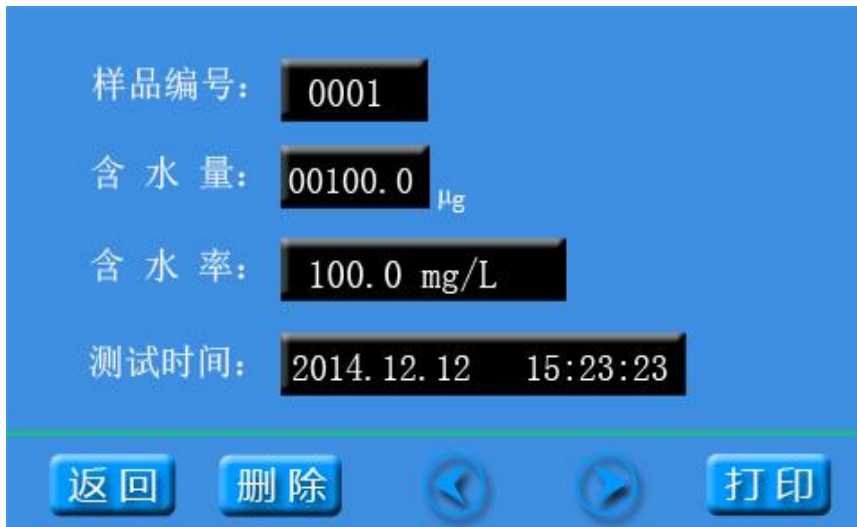 样品编号: 0001
含 水 量: 00100.0 μg
含 水 率: 100.0 mg/L
测试时间: 2014.12.12 15:23:23
返回 删除 打印